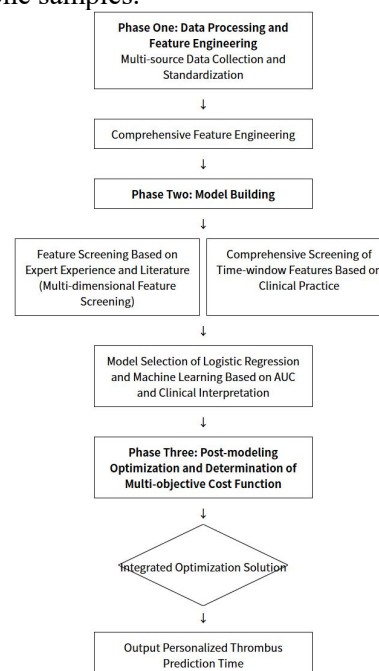 samples.
Phase One: Data Processing and
Feature Engineering
Multi-source Data Collection and
Standardization
↓
Comprehensive Feature Engineering
↓
Phase Two: Model Building
↓
Feature Screening Based on
Expert Experience and Literature
(Multi-dimensional Feature
Screening)
Comprehensive Screening of
Time-window Features Based on
Clinical Practice
↓
Model Selection of Logistic Regression
and Machine Learning Based on AUC
and Clinical Interpretation
↓
Phase Three: Post-modeling
Optimization and Determination of
Multi-objective Cost Function
↓
Integrated Optimization Solution
↓
Output Personalized Thrombus
Prediction Time